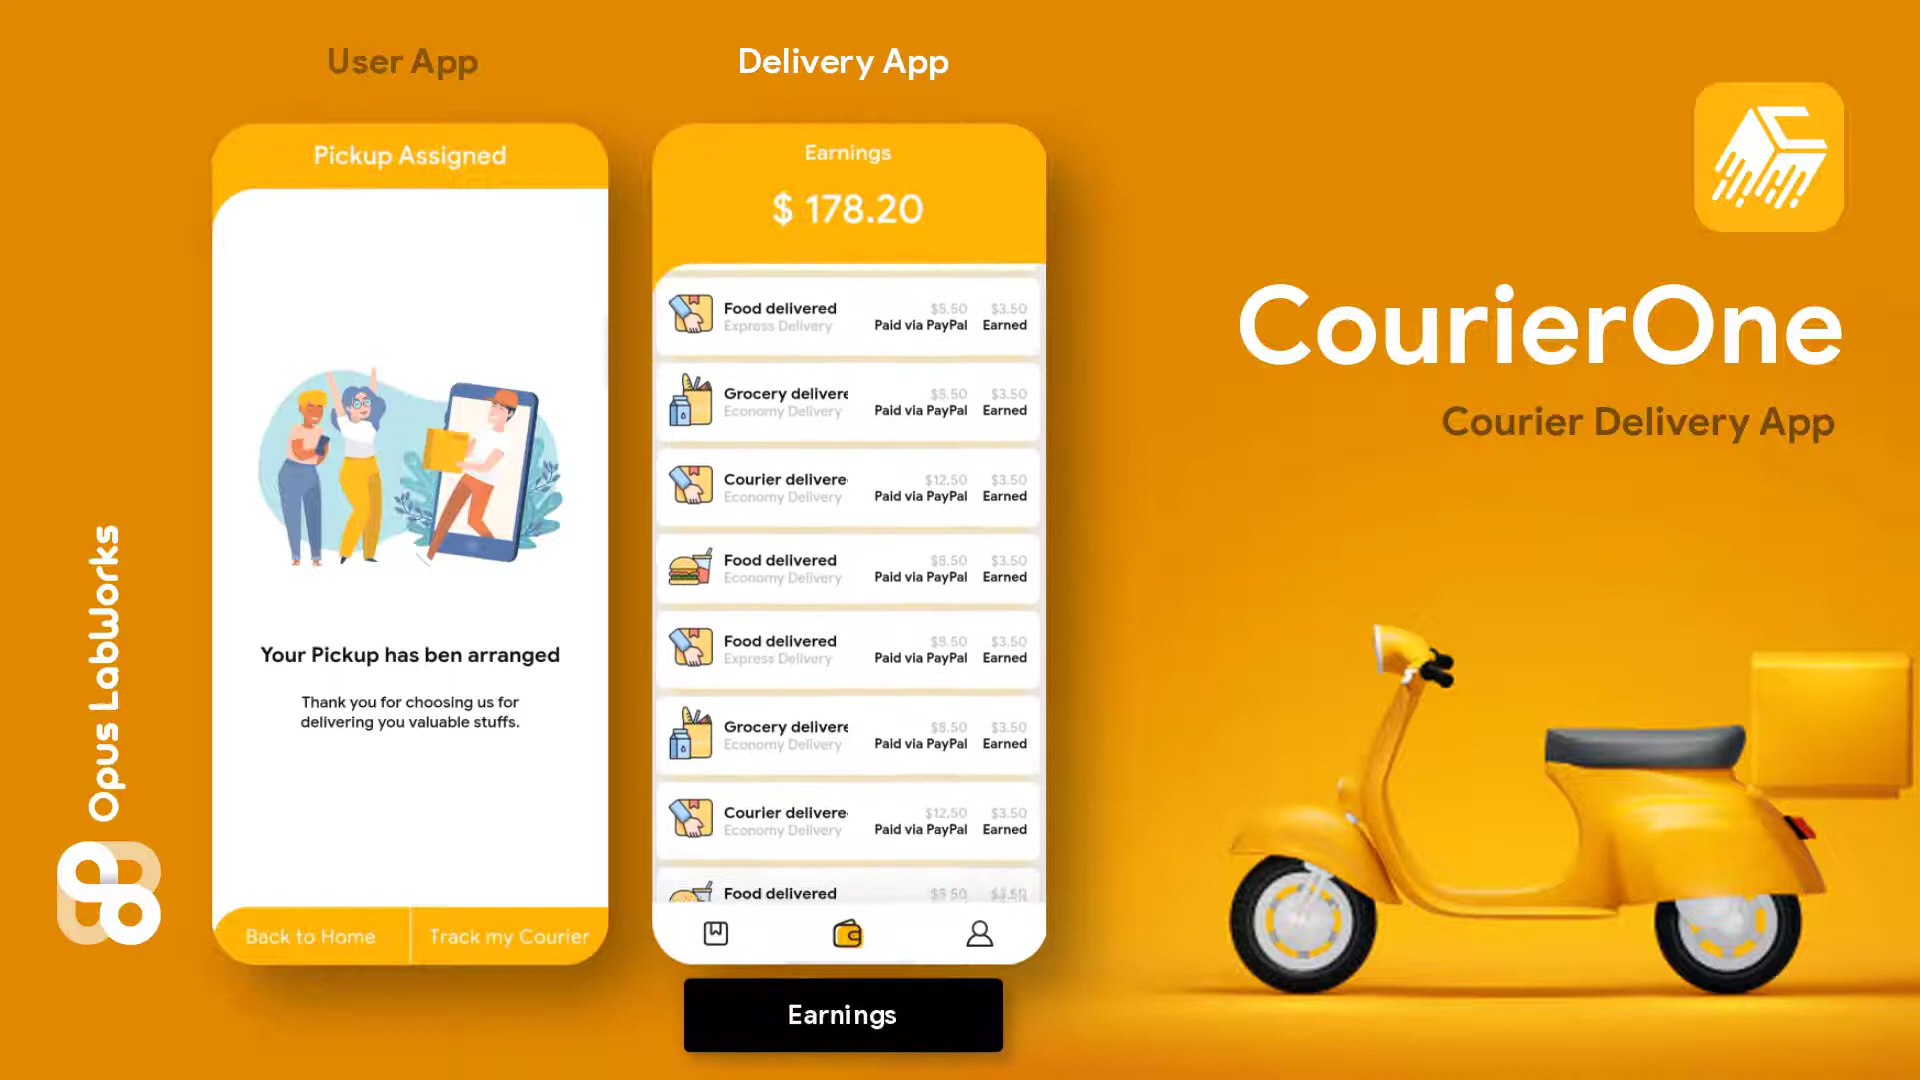 User App
Delivery App
Pickup Assigned
Your Pickup has ben arranged
Thank you for choosing us for
delivering you valuable stuffs.
Back to Home
Track my Courier
Earnings
$ 178.20
Food delivered $5.50 $3.50
Express Delivery Paid via PayPal Earned
Grocery delivere $5.50 $3.50
Economy Delivery Paid via PayPal Earned
Courier delivere $12.50 $3.50
Economy Delivery Paid via PayPal Earned
Food delivered $8.50 $3.50
Economy Delivery Paid via PayPal Earned
Food delivered $5.50 $3.50
Express Delivery Paid via PayPal Earned
Grocery delivere $8.50 $3.50
Economy Delivery Paid via PayPal Earned
Courier delivere $12.50 $3.50
Economy Delivery Paid via PayPal Earned
Food delivered $5.50 $3.50
Earnings
CourierOne
Courier Delivery App
Opus LabWorks